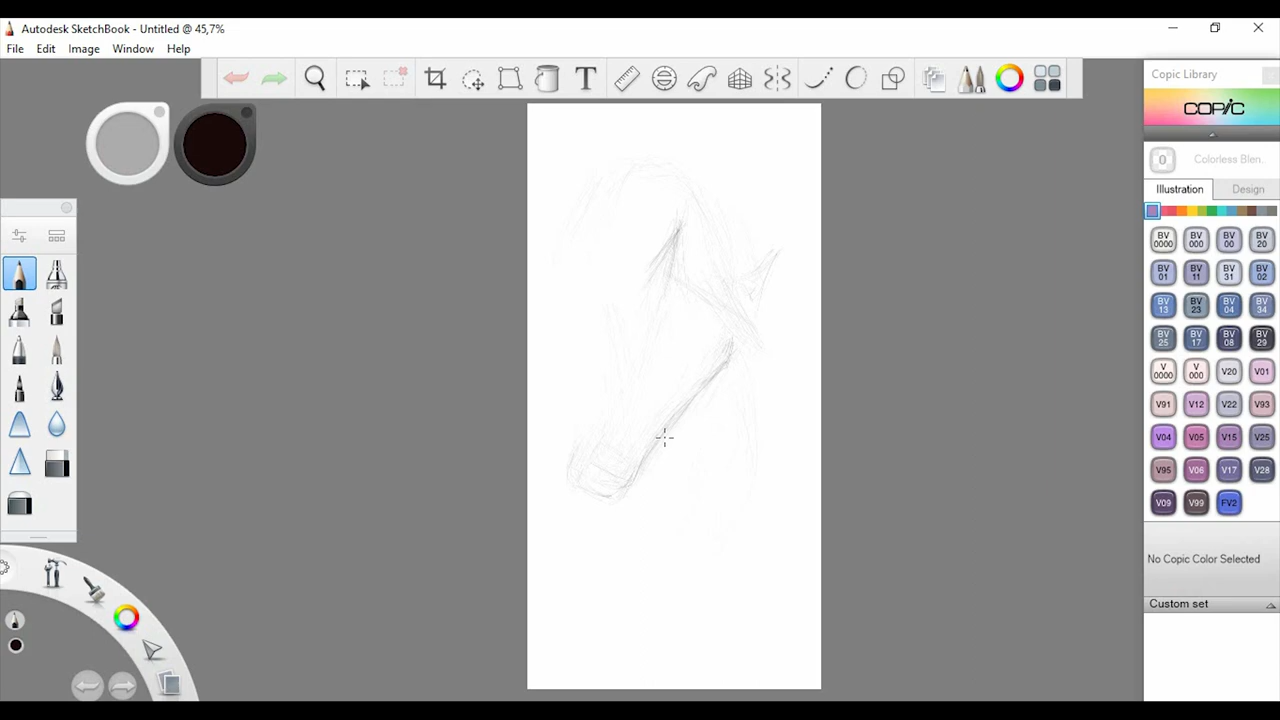 Autodesk SketchBook - Untitled @ 45,7%
File Edit Image Window Help
T
Copic Library
COPIC
0 Colorless Blen.
Illustration Design
BV 0000 BV 000 BV 00 BV 20
BV 01 BV 11 BV 31 BV 02
BV 13 BV 23 BV 04 BV 34
BV 25 BV 17 BV 08 BV 29
V 0000 V 000 V20 V01
V91 V12 V22 V93
V04 V05 V15 V25
V95 V06 V17 V28
V09 V99 FV2
No Copic Color Selected
Custom set